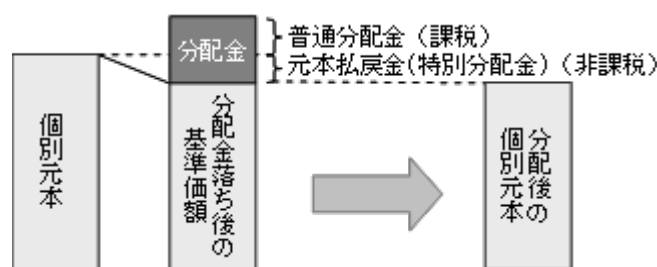 分配金
普通分配金（課税）
元本払戻金(特別分配金)（非課税）
個別元本
分配金落ち後の
基準価額
分配後の
個別元本